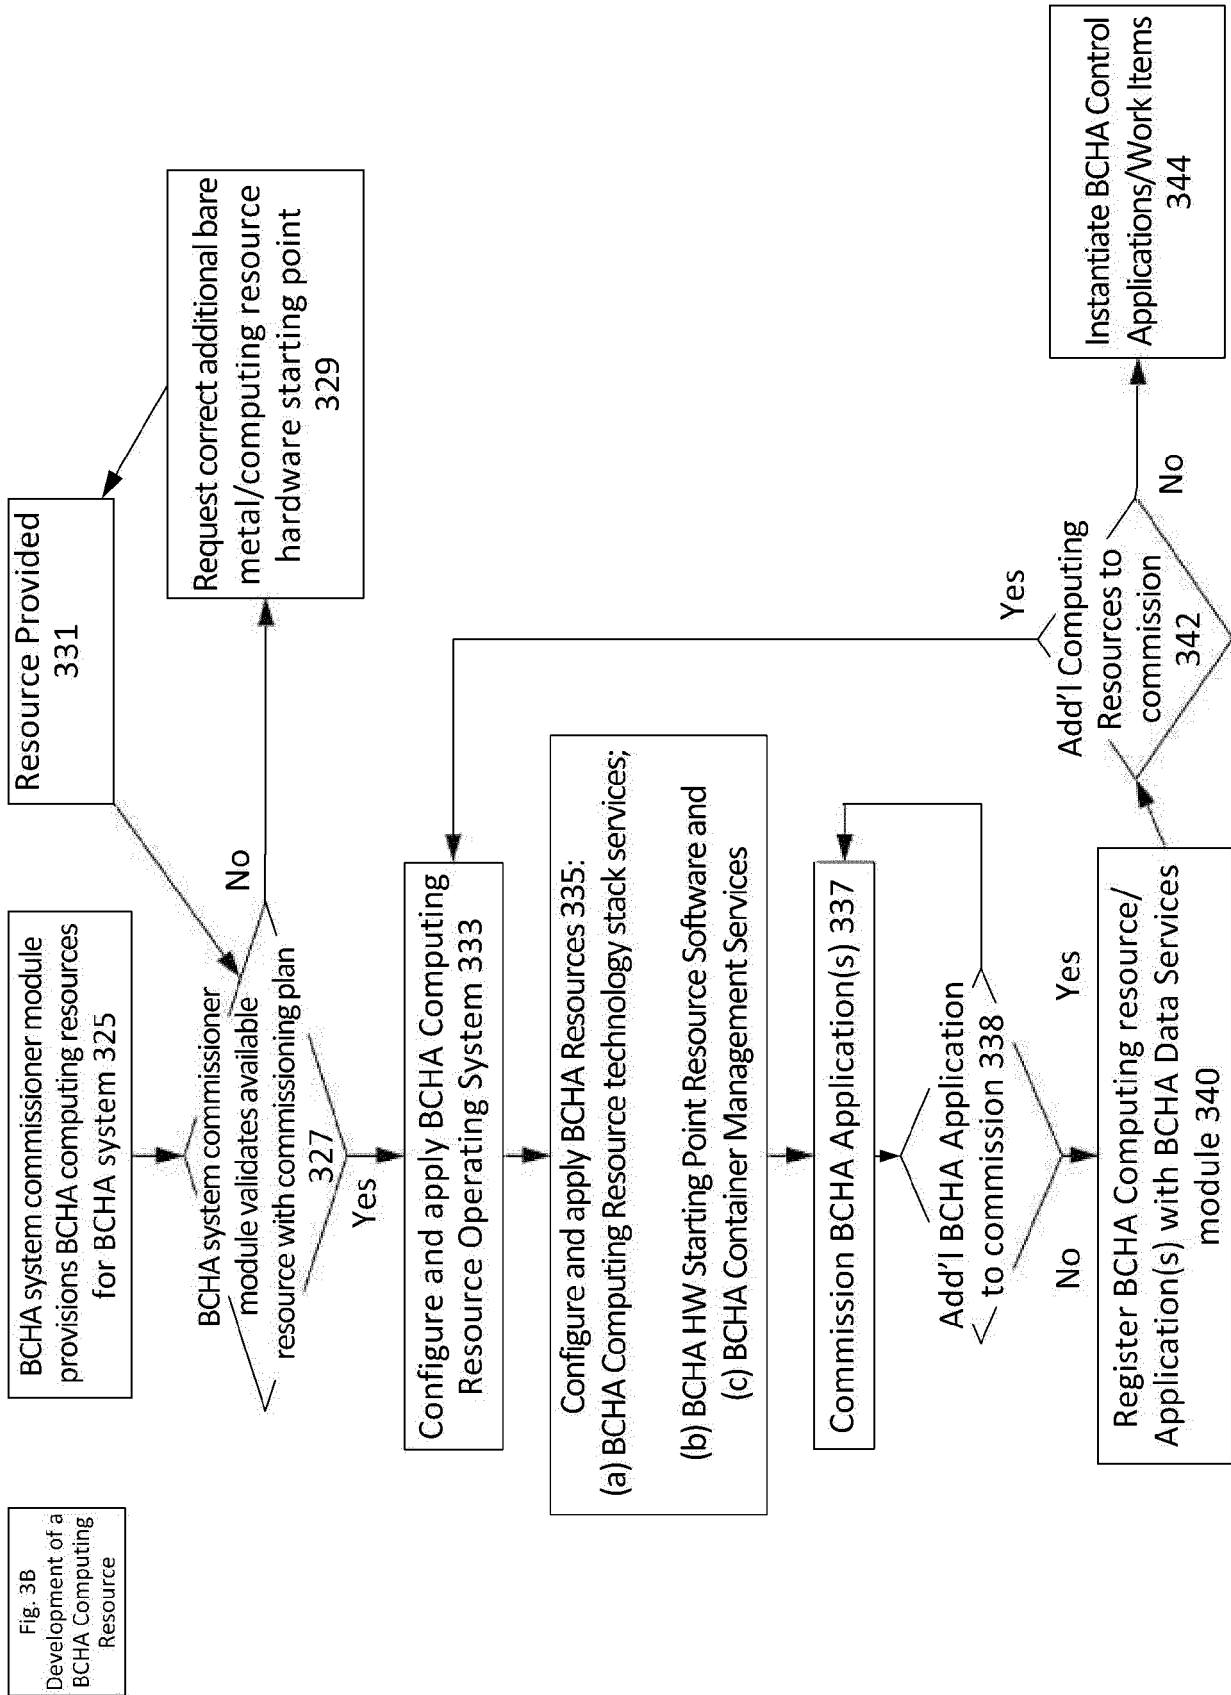 Fig. 3B
Development of a
BCHA Computing
Resource
BCHA system commissioner module
provisions BCHA computing resources
for BCHA system 325
BCHA system commissioner
module validates available
resource with commissioning plan
327
No
Yes
Resource Provided
331
Request correct additional bare
metal/computing resource
hardware starting point
329
Configure and apply BCHA Computing
Resource Operating System 333
Configure and apply BCHA Resources 335:
(a) BCHA Computing Resource technology stack services;
(b) BCHA HW Starting Point Resource Software and
(c) BCHA Container Management Services
Commission BCHA Application(s) 337
Add'l BCHA Application
to commission 338
No
Yes
Register BCHA Computing resource/
Application(s) with BCHA Data Services
module 340
Add'l Computing
Resources to
commission
342
Yes
No
Instantiate BCHA Control
Applications/Work Items
344